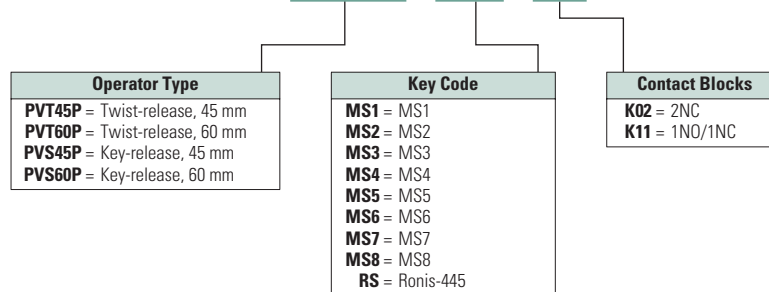 Operator Type
PVT45P = Twist-release, 45 mm
PVT60P = Twist-release, 60 mm
PVS45P = Key-release, 45 mm
PVS60P = Key-release, 60 mm
Key Code
MS1 = MS1
MS2 = MS2
MS3 = MS3
MS4 = MS4
MS5 = MS5
MS6 = MS6
MS7 = MS7
MS8 = MS8
RS = Ronis-445
Contact Blocks
K02 = 2NC
K11 = 1NO/1NC